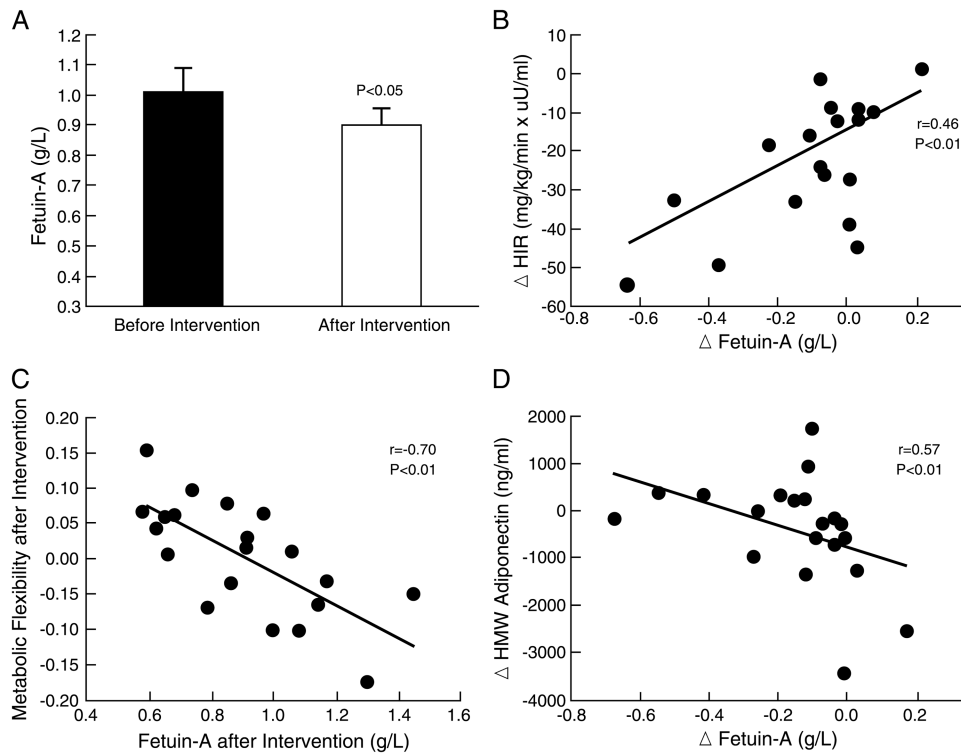 A
1.2
1.1
1.0
0.9
0.8
0.7
0.6
0.5
0.4
0.3
Fetuin-A (g/L)
P<0.05
Before Intervention
After Intervention
B
10
0
-10
-20
-30
-40
-50
-60
△ HIR (mg/kg/min x uU/ml)
r=0.46
P<0.01
-0.8
-0.6
-0.4
-0.2
0.0
0.2
△ Fetuin-A (g/L)
C
0.20
0.15
0.10
0.05
0.00
-0.05
-0.10
-0.15
-0.20
Metabolic Flexibility after Intervention
r=-0.70
P<0.01
0.4
0.6
0.8
1.0
1.2
1.4
1.6
Fetuin-A after Intervention (g/L)
D
2000
1000
0
-1000
-2000
-3000
-4000
△ HMW Adiponectin (ng/ml)
r=0.57
P<0.01
-0.8
-0.6
-0.4
-0.2
0.0
0.2
△ Fetuin-A (g/L)